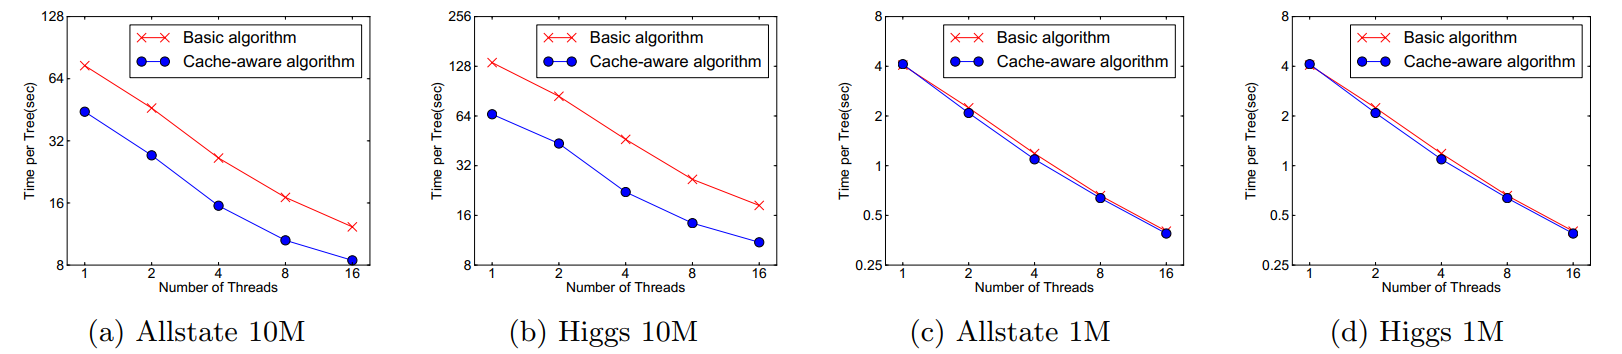 128
64
32
16
8
Time per Tree(sec)
Basic algorithm
Cache-aware algorithm
1 2 4 8 16
Number of Threads
(a) Allstate 10M
256
128
64
32
16
8
Time per Tree(sec)
Basic algorithm
Cache-aware algorithm
1 2 4 8 16
Number of Threads
(b) Higgs 10M
8
4
2
1
0.5
0.25
Time per Tree(sec)
Basic algorithm
Cache-aware algorithm
1 2 4 8 16
Number of Threads
(c) Allstate 1M
8
4
2
1
0.5
0.25
Time per Tree(sec)
Basic algorithm
Cache-aware algorithm
1 2 4 8 16
Number of Threads
(d) Higgs 1M